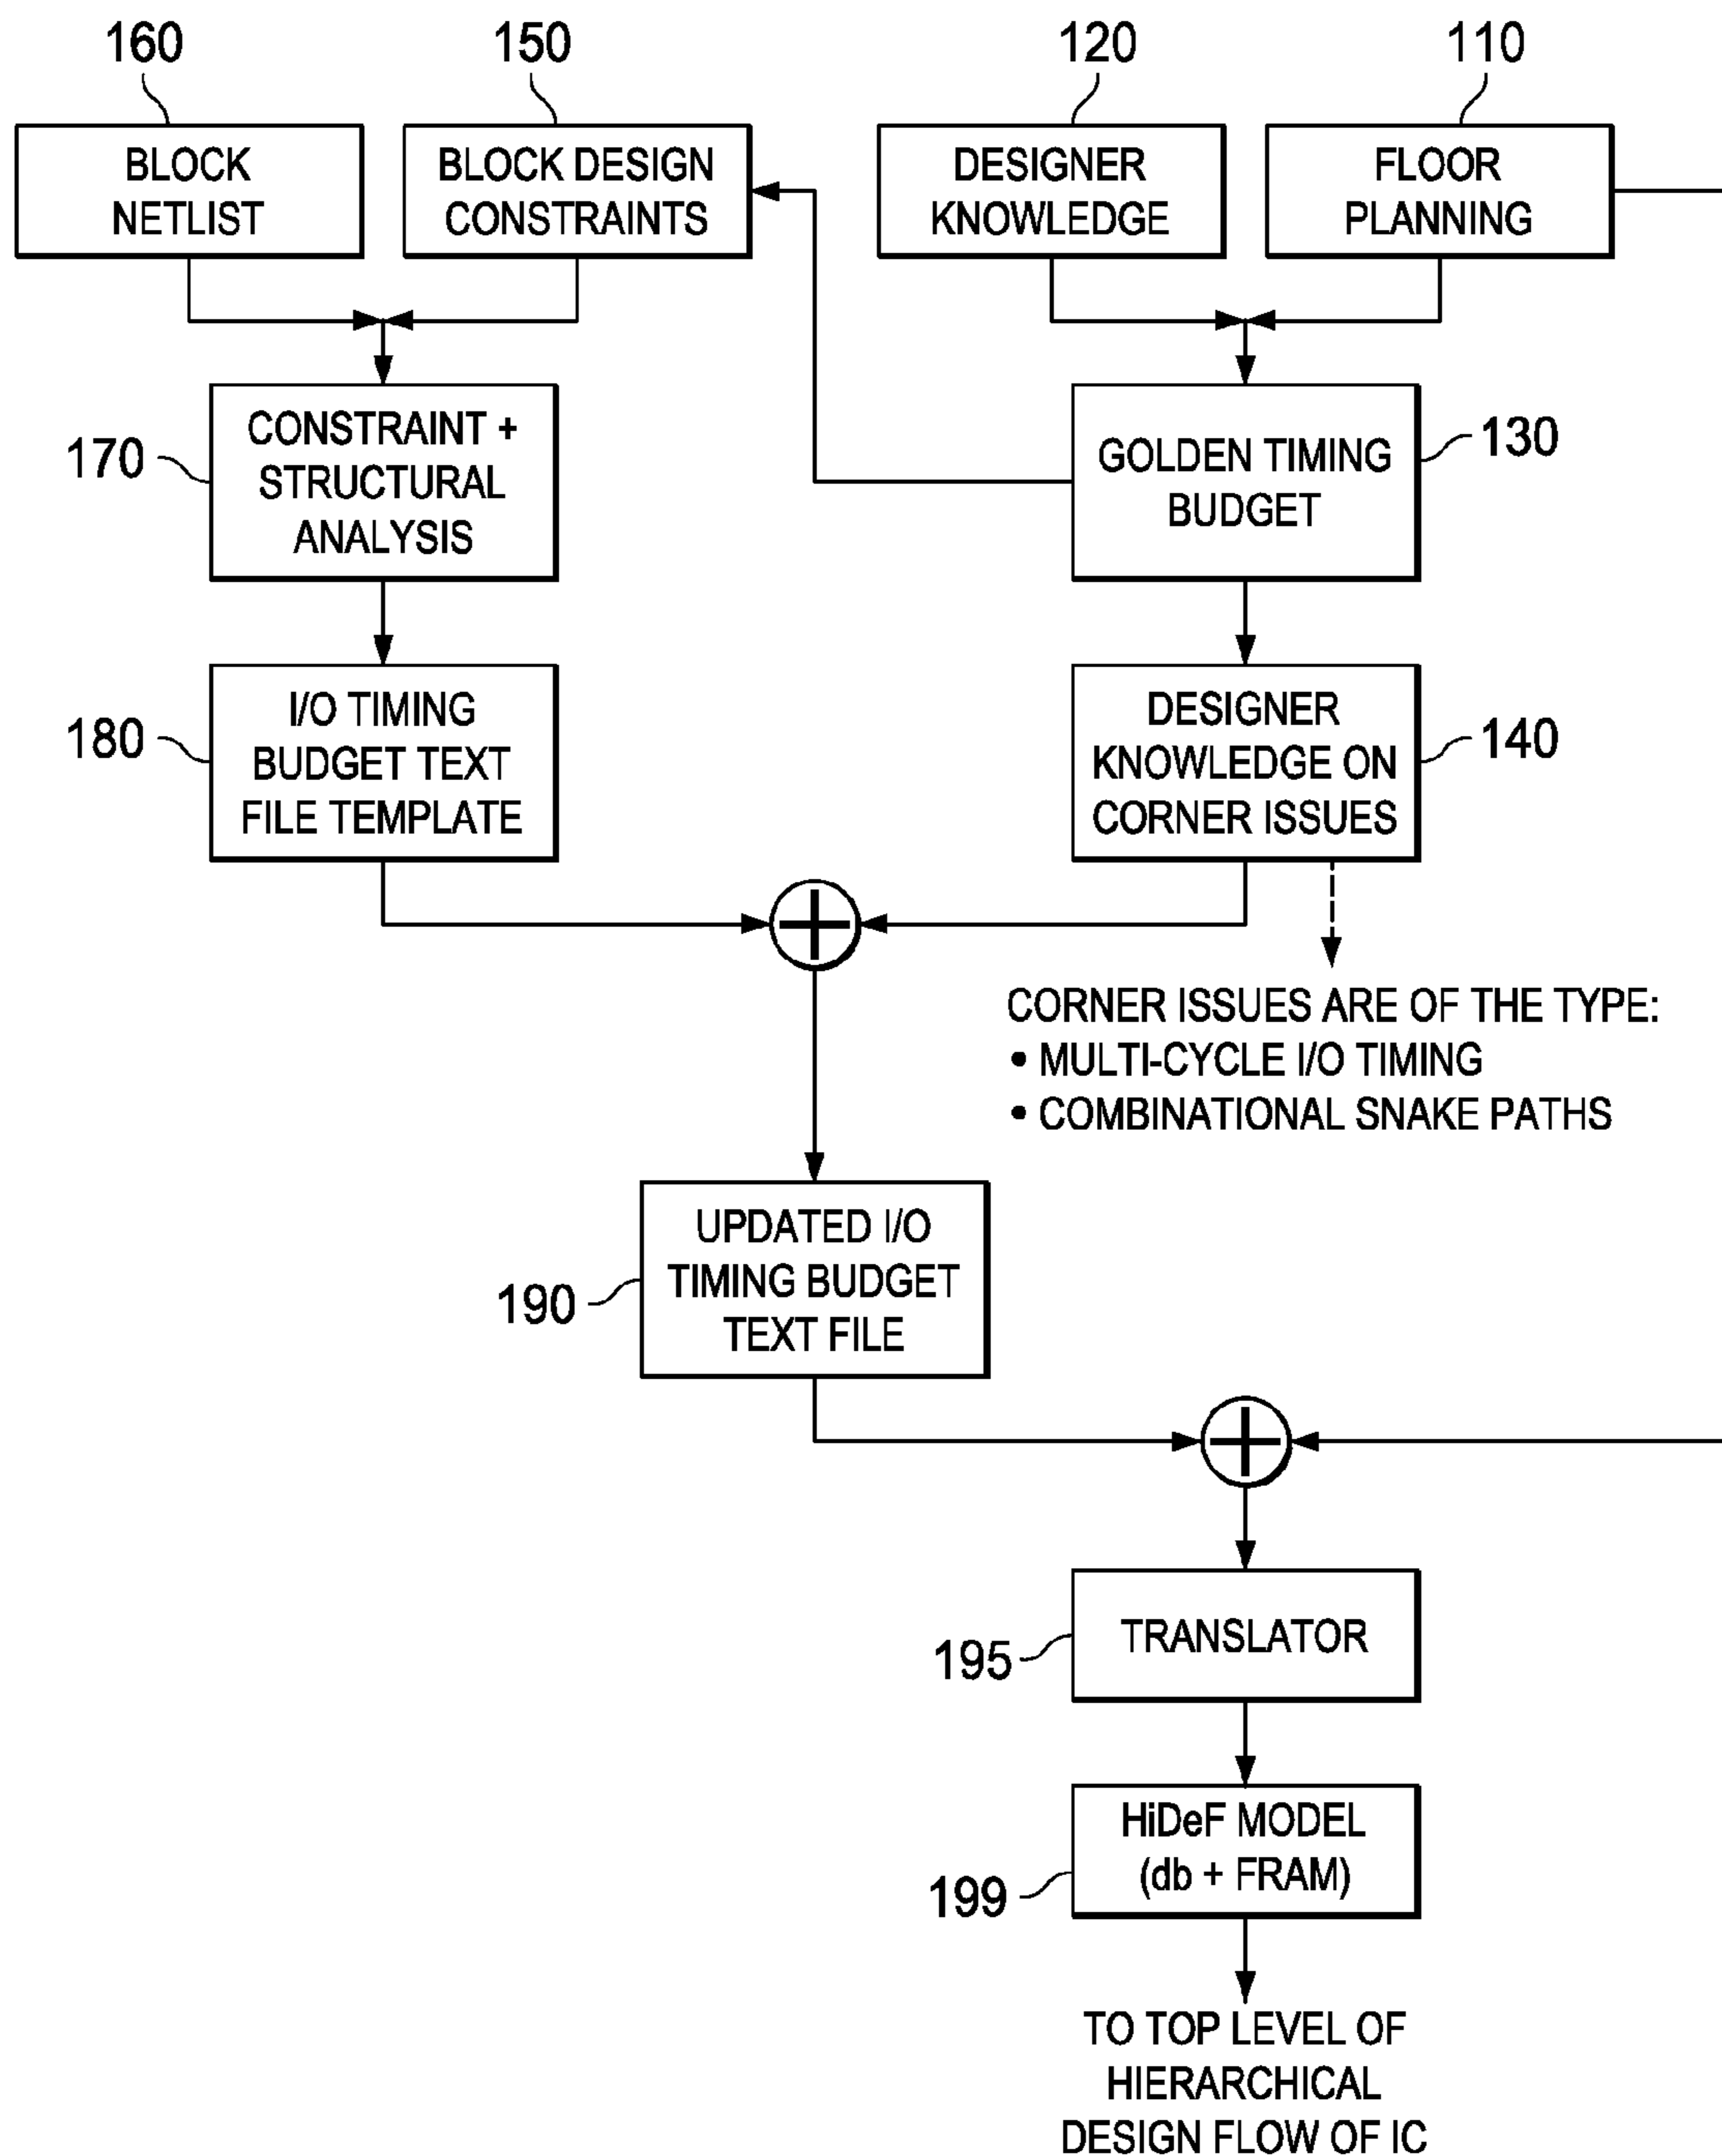 160
150
120
110
BLOCK
NETLIST
BLOCK DESIGN
CONSTRAINTS
DESIGNER
KNOWLEDGE
FLOOR
PLANNING
170
CONSTRAINT +
STRUCTURAL
ANALYSIS
GOLDEN TIMING
BUDGET
130
180
I/O TIMING
BUDGET TEXT
FILE TEMPLATE
DESIGNER
KNOWLEDGE ON
CORNER ISSUES
140
CORNER ISSUES ARE OF THE TYPE:
• MULTI-CYCLE I/O TIMING
• COMBINATIONAL SNAKE PATHS
190
UPDATED I/O
TIMING BUDGET
TEXT FILE
195
TRANSLATOR
199
HiDeF MODEL
(db + FRAM)
TO TOP LEVEL OF
HIERARCHICAL
DESIGN FLOW OF IC